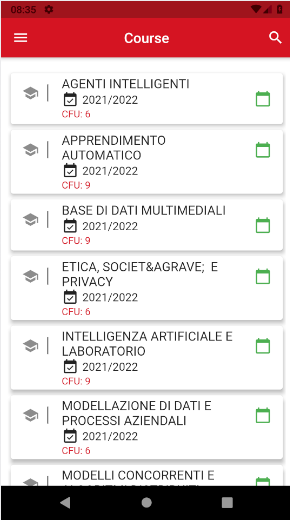 08:35
Course
AGENTI INTELLIGENTI
2021/2022
CFU: 6
APPRENDIMENTO
AUTOMATICO
2021/2022
CFU: 9
BASE DI DATI MULTIMEDIALI
2021/2022
CFU: 9
ETICA, SOCIET&AGRAVE; E
PRIVACY
2021/2022
CFU: 6
INTELLIGENZA ARTIFICIALE E
LABORATORIO
2021/2022
CFU: 9
MODELLAZIONE DI DATI E
PROCESSI AZIENDALI
2021/2022
CFU: 6
MODELLI CONCORRENTI E